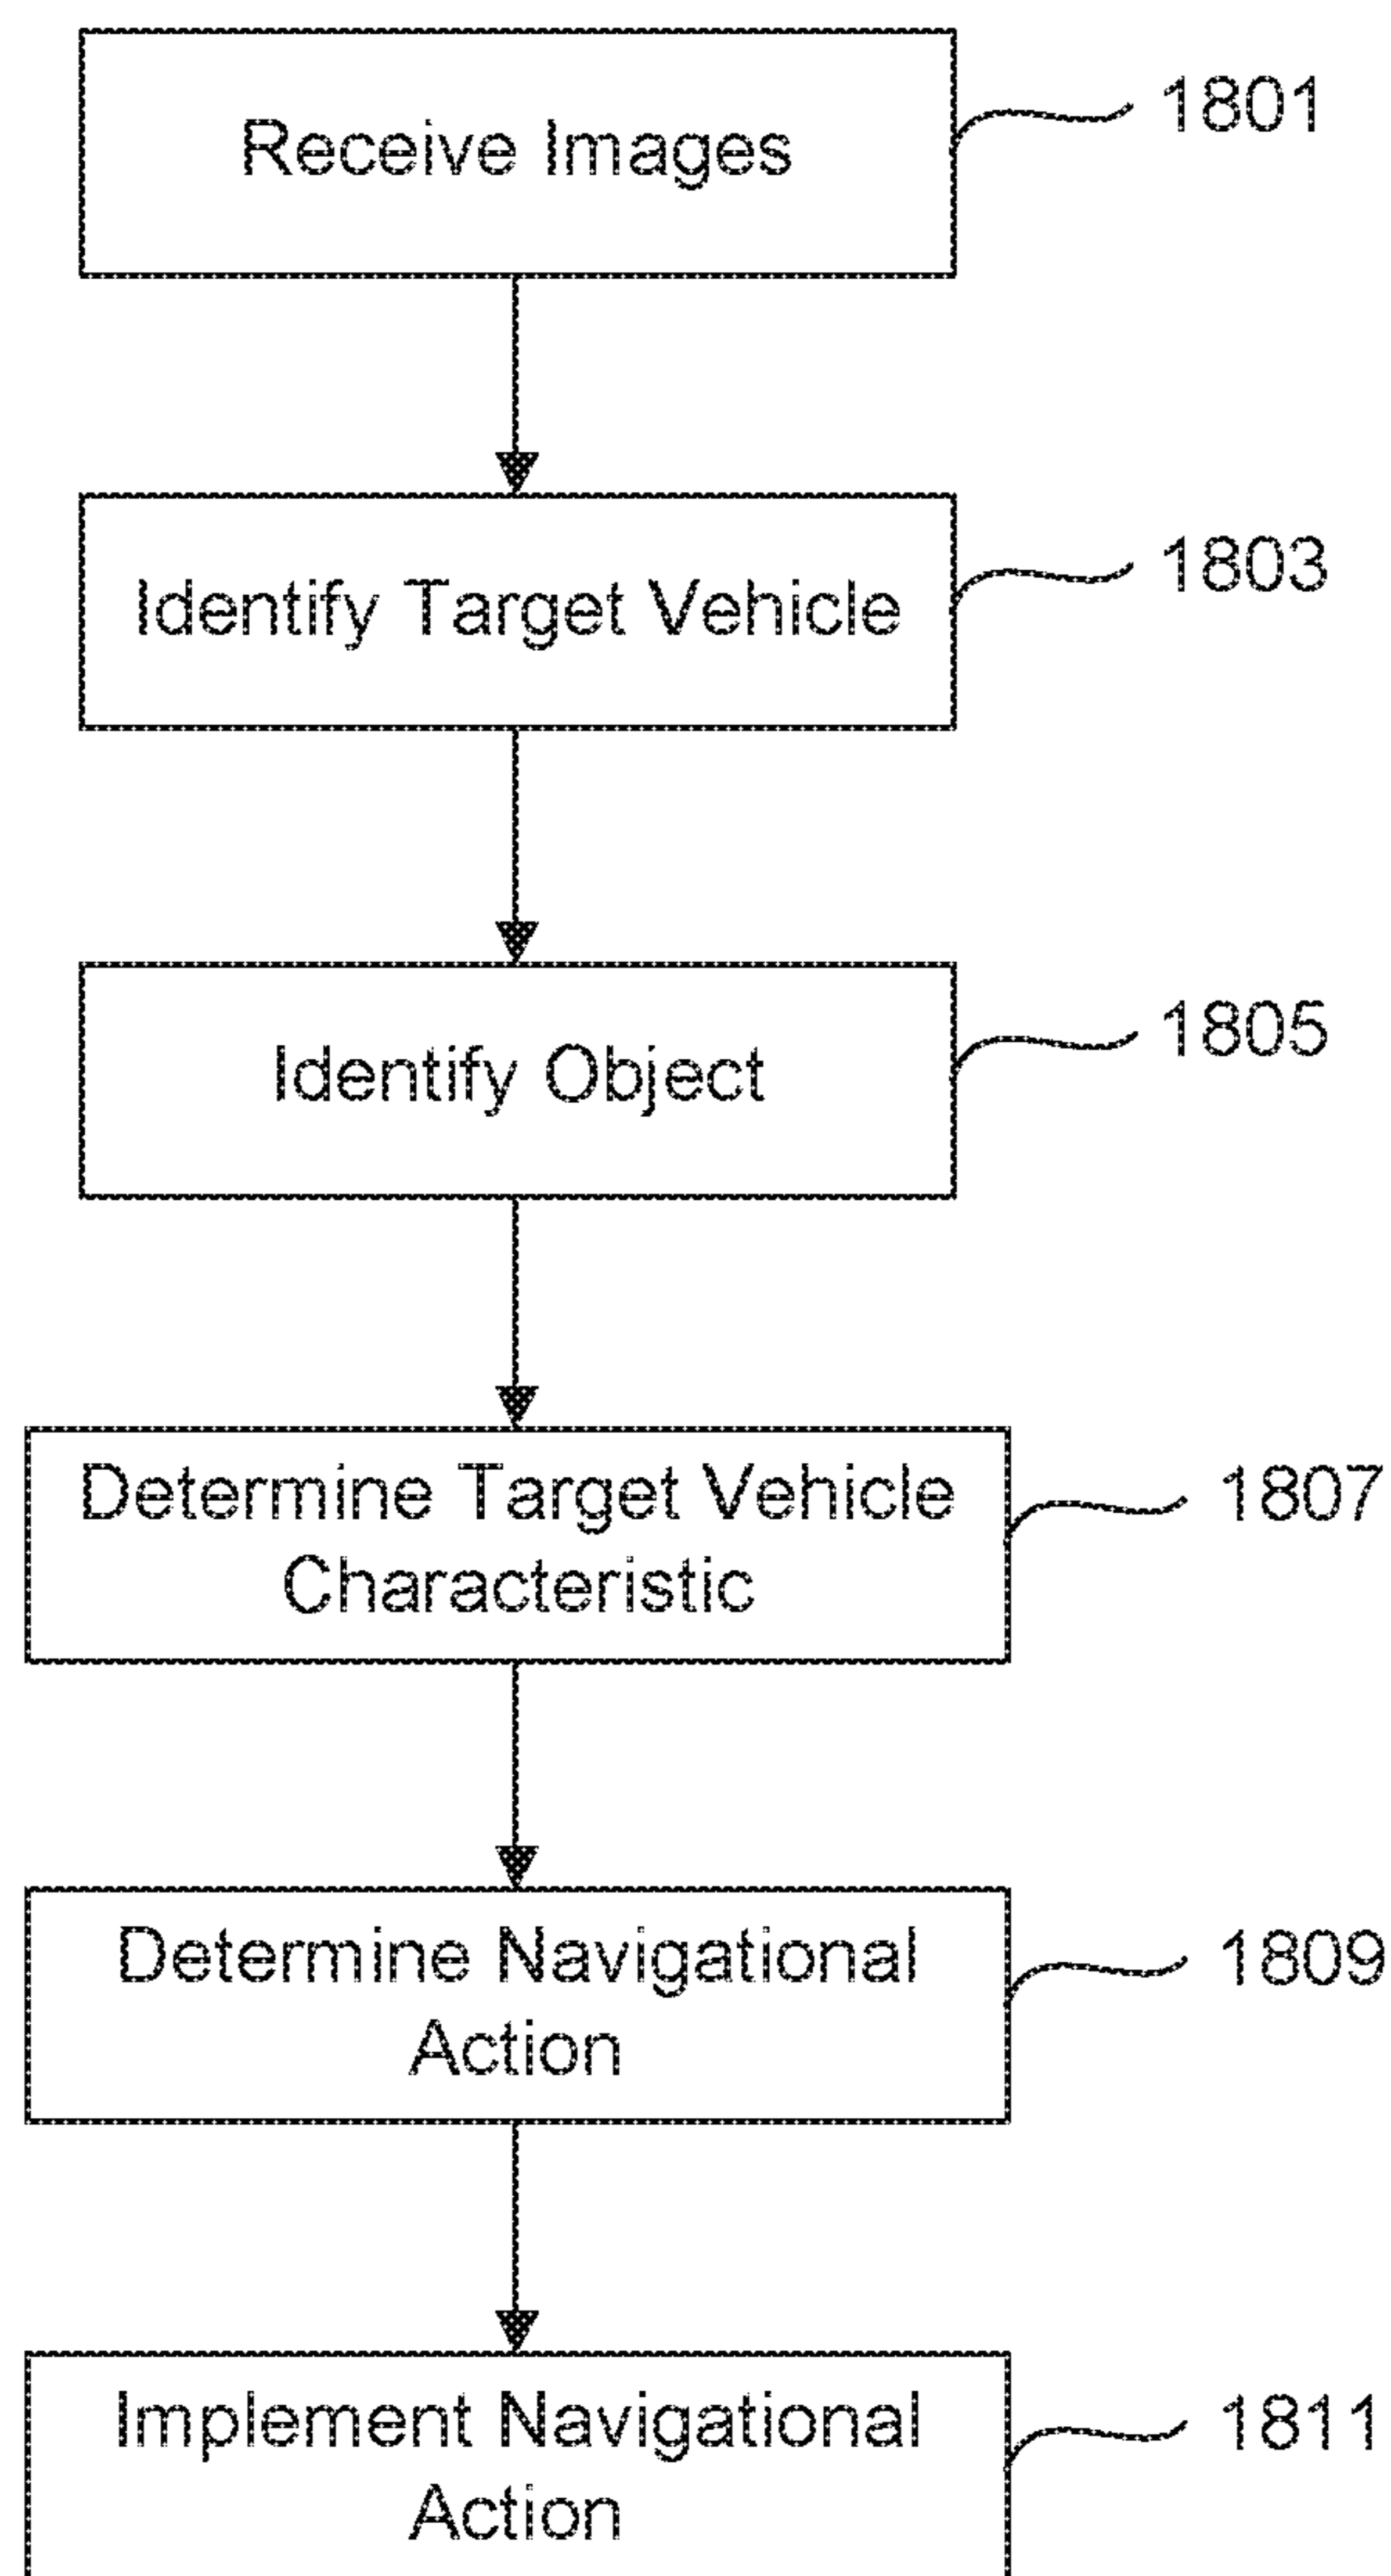 Receive Images
1801
Identify Target Vehicle
1803
Identify Object
1805
Determine Target Vehicle
Characteristic
1807
Determine Navigational
Action
1809
Implement Navigational
Action
1811